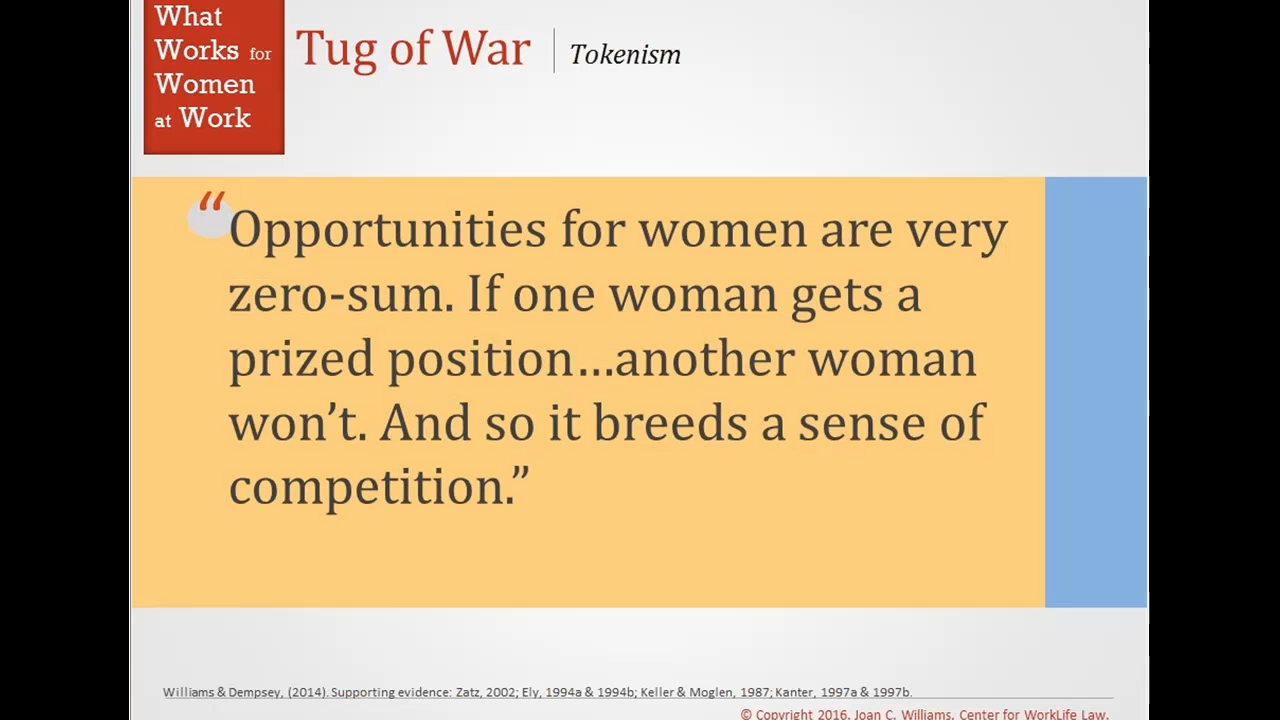 What
Works for
Women
at Work
Tug of War
Tokenism
“Opportunities for women are very
zero-sum. If one woman gets a
prized position...another woman
won’t. And so it breeds a sense of
competition.”
Williams & Dempsey, (2014). Supporting evidence: Zatz, 2002; Ely, 1994a & 1994b; Keller & Moglen, 1987; Kanter, 1997a & 1997b.
© Copyright 2016. Joan C. Williams. Center for WorkLife Law.